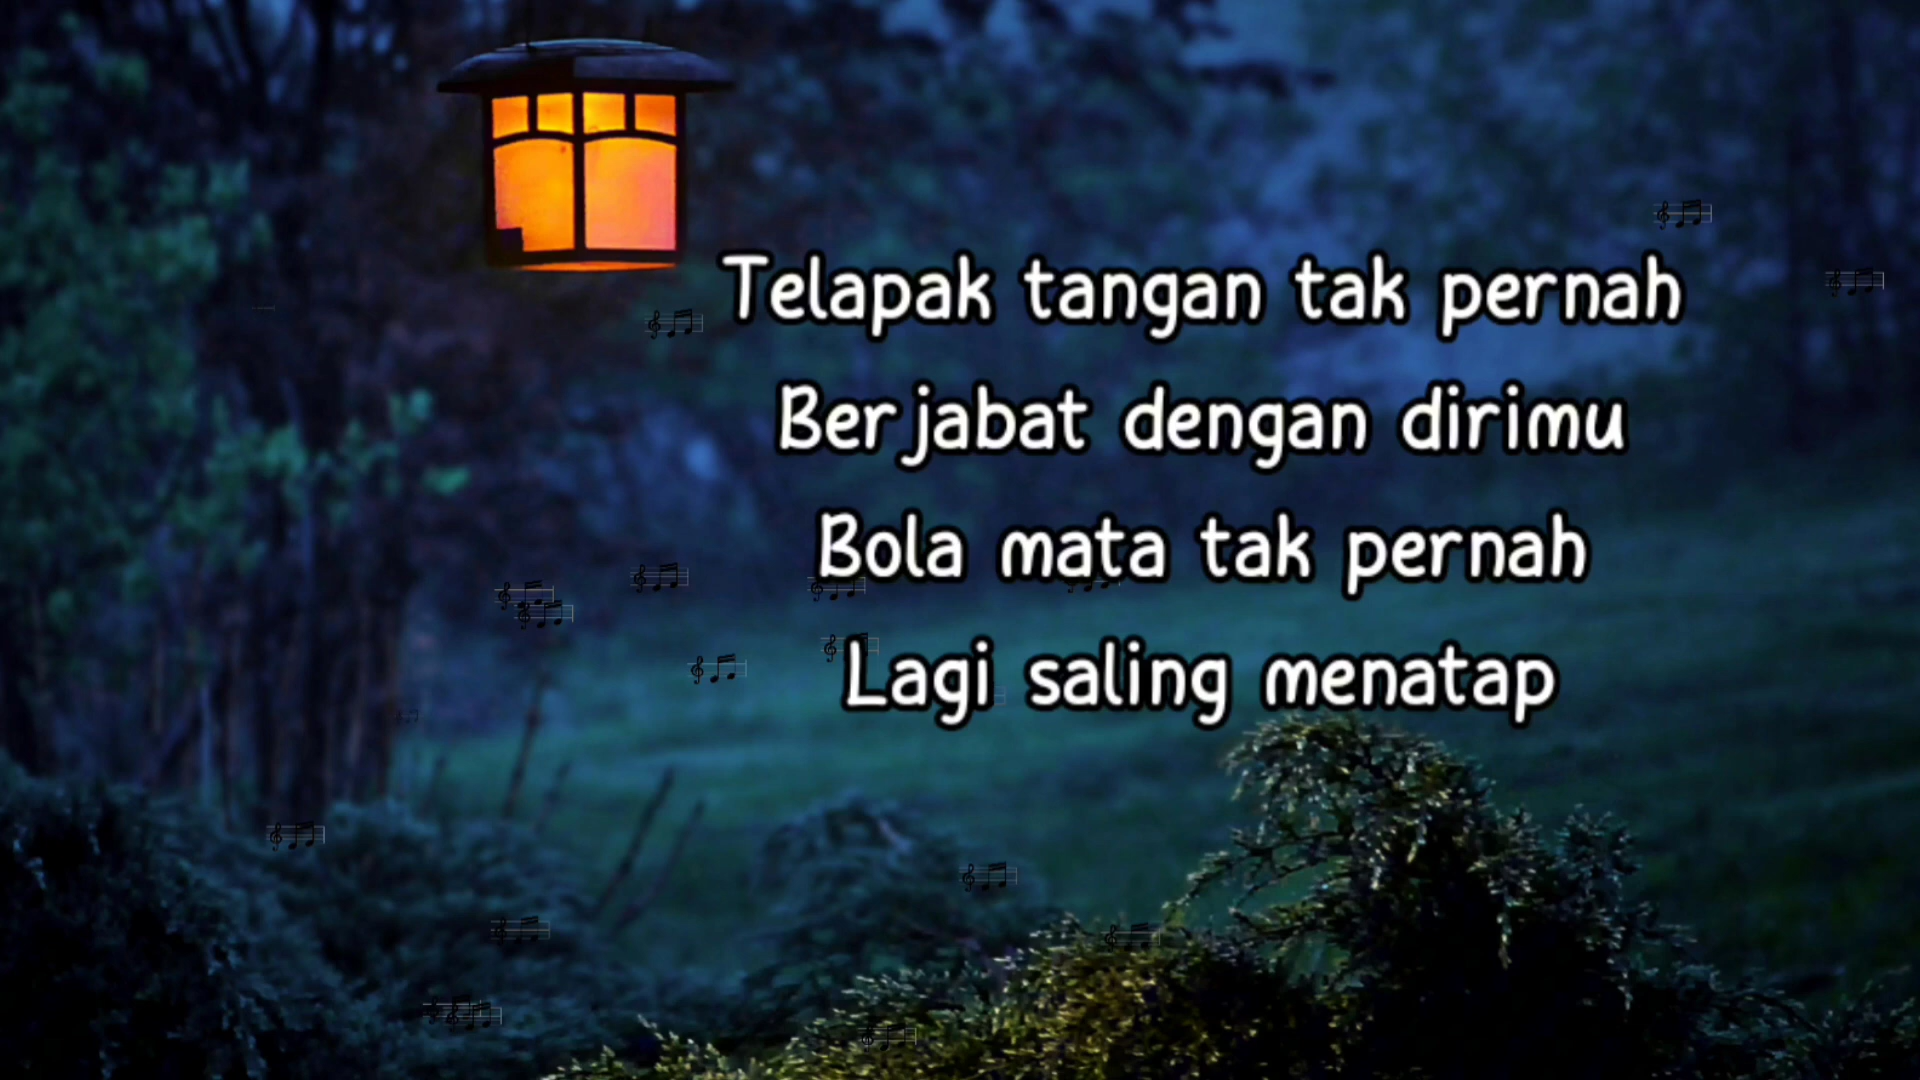 Telapak tangan tak pernah
Berjabat dengan dirimu
Bola mata tak pernah
Lagi saling menatap